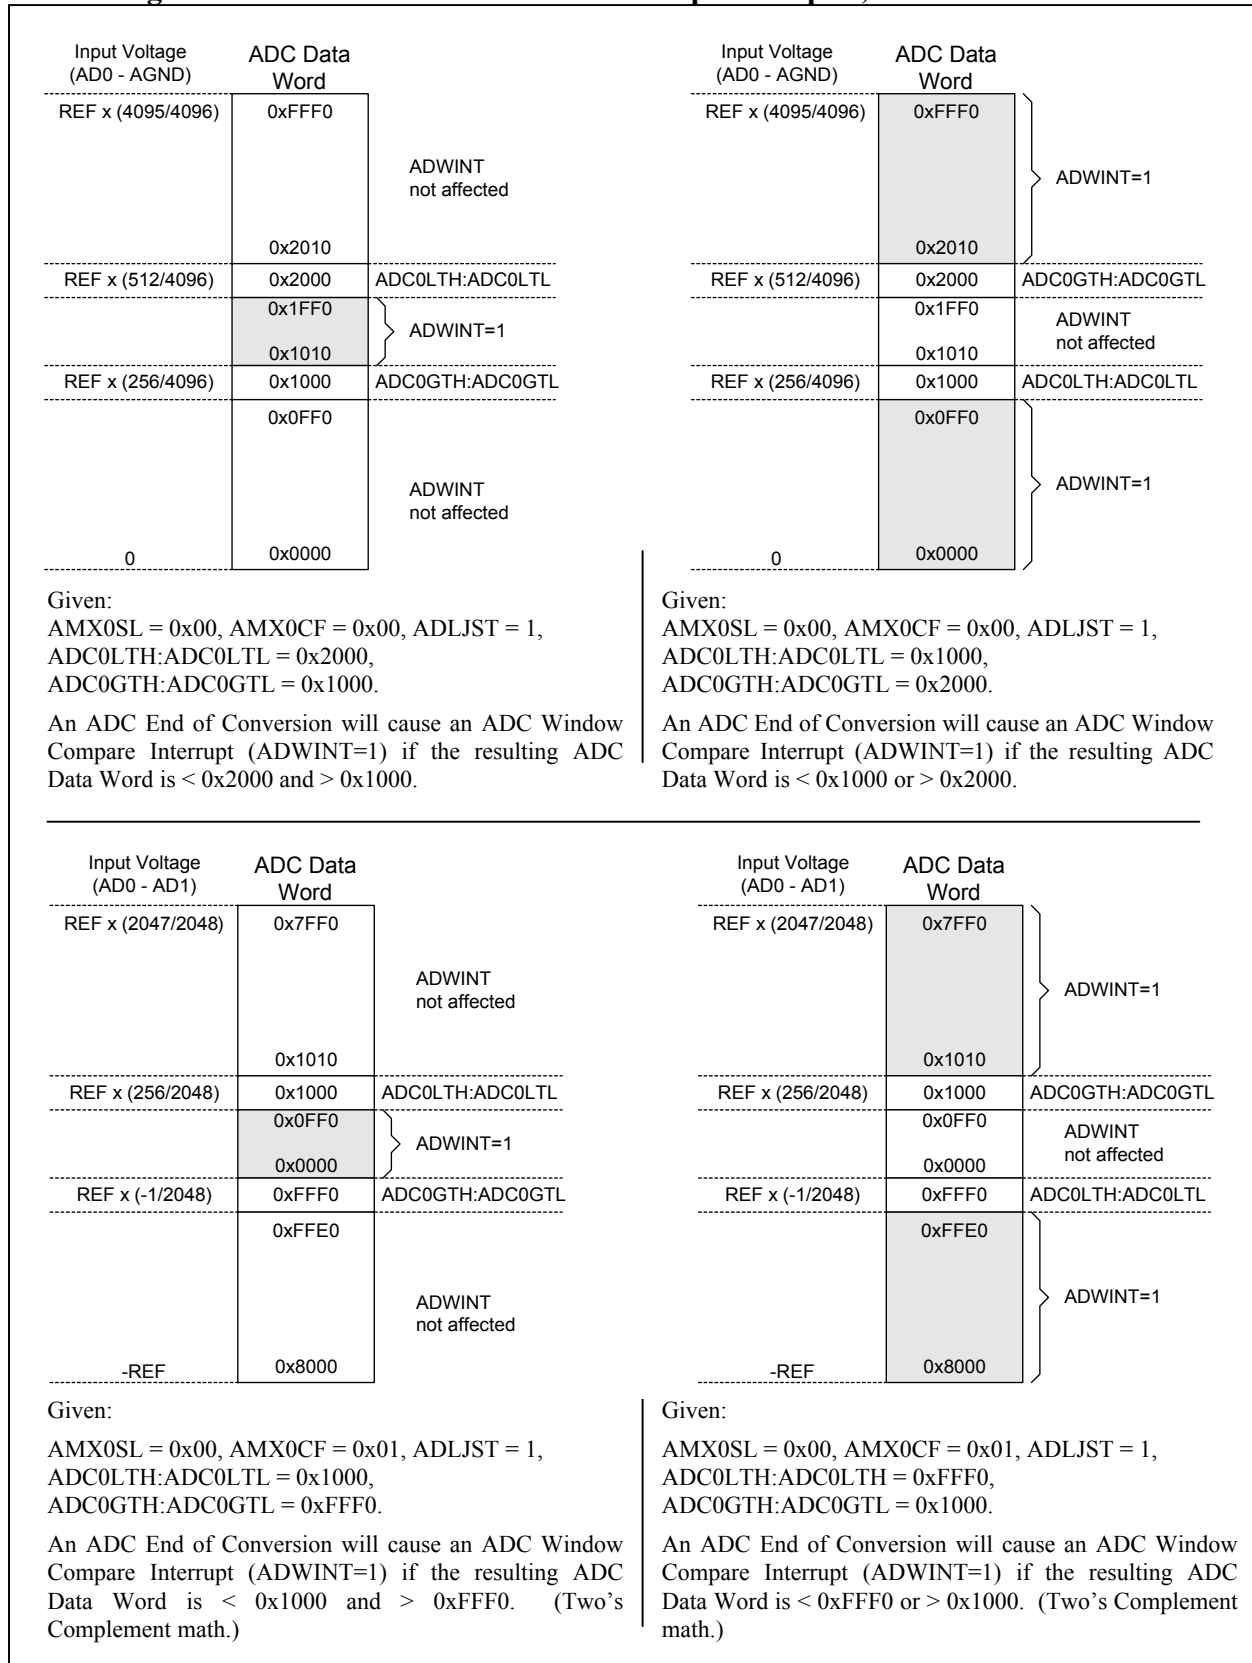 Input Voltage
(AD0 - AGND)
ADC Data
Word
REF x (4095/4096)
0xFFF0
ADWINT
not affected
0x2010
REF x (512/4096)
0x2000
ADC0LTH:ADC0LTL
0x1FF0
ADWINT=1
0x1010
REF x (256/4096)
0x1000
ADC0GTH:ADC0GTL
0x0FF0
ADWINT
not affected
0
0x0000
Given:
AMX0SL = 0x00, AMX0CF = 0x00, ADLJST = 1,
ADC0LTH:ADC0LTL = 0x2000,
ADC0GTH:ADC0GTL = 0x1000.
An ADC End of Conversion will cause an ADC Window
Compare Interrupt (ADWINT=1) if the resulting ADC
Data Word is < 0x2000 and > 0x1000.
Input Voltage
(AD0 - AGND)
ADC Data
Word
REF x (4095/4096)
0xFFF0
ADWINT=1
0x2010
REF x (512/4096)
0x2000
ADC0GTH:ADC0GTL
0x1FF0
ADWINT
not affected
0x1010
REF x (256/4096)
0x1000
ADC0LTH:ADC0LTL
0x0FF0
ADWINT=1
0
0x0000
Given:
AMX0SL = 0x00, AMX0CF = 0x00, ADLJST = 1,
ADC0LTH:ADC0LTL = 0x1000,
ADC0GTH:ADC0GTL = 0x2000.
An ADC End of Conversion will cause an ADC Window
Compare Interrupt (ADWINT=1) if the resulting ADC
Data Word is < 0x1000 or > 0x2000.
Input Voltage
(AD0 - AD1)
ADC Data
Word
REF x (2047/2048)
0x7FF0
ADWINT
not affected
0x1010
REF x (256/2048)
0x1000
ADC0LTH:ADC0LTL
0x0FF0
ADWINT=1
0x0000
REF x (-1/2048)
0xFFF0
ADC0GTH:ADC0GTL
0xFFE0
ADWINT
not affected
-REF
0x8000
Given:
AMX0SL = 0x00, AMX0CF = 0x01, ADLJST = 1,
ADC0LTH:ADC0LTL = 0x1000,
ADC0GTH:ADC0GTL = 0xFFF0.
An ADC End of Conversion will cause an ADC Window
Compare Interrupt (ADWINT=1) if the resulting ADC
Data Word is < 0x1000 and > 0xFFF0. (Two's
Complement math.)
Input Voltage
(AD0 - AD1)
ADC Data
Word
REF x (2047/2048)
0x7FF0
ADWINT=1
0x1010
REF x (256/2048)
0x1000
ADC0GTH:ADC0GTL
0x0FF0
ADWINT
not affected
0x0000
REF x (-1/2048)
0xFFF0
ADC0LTH:ADC0LTL
0xFFE0
ADWINT=1
-REF
0x8000
Given:
AMX0SL = 0x00, AMX0CF = 0x01, ADLJST = 1,
ADC0LTH:ADC0LTH = 0xFFF0,
ADC0GTH:ADC0GTL = 0x1000.
An ADC End of Conversion will cause an ADC Window
Compare Interrupt (ADWINT=1) if the resulting ADC
Data Word is < 0xFFF0 or > 0x1000. (Two's Complement
math.)